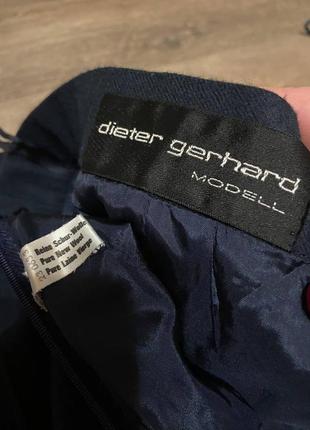 dieter gerhard
MODELL
Reine Schur-Wolle
Pure New Wool
Pure Laine Vierge